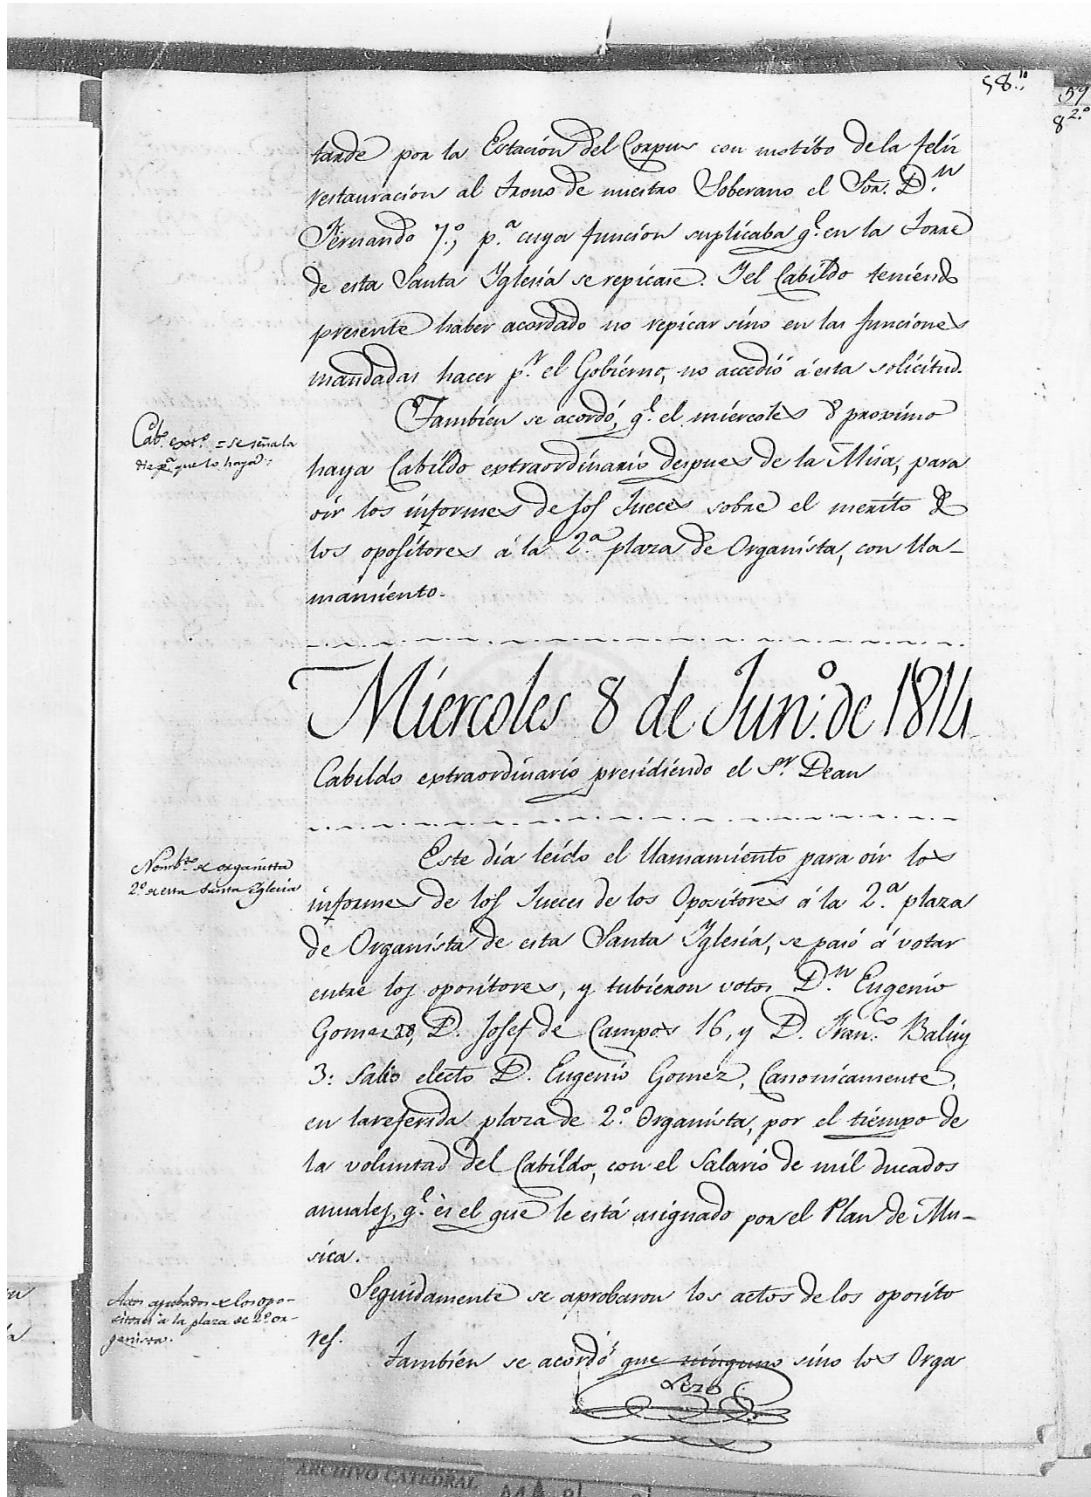 58.
59
8 2.º
tarde por la Estación del Corpus con motibo de la feliz
restauracion al Trono de nuestro Soberano el Sor. D.n
Fernando 7.º, p.a cuya función suplicaba q.e en la Torre
de esta Santa Yglesia se repicase. Y el Cabildo teniendo
presente haber acordado no repicar sino en las funciones
mandadas hacer p.r el Gobierno, no accedió á esta solicitud.
También se acordó, q.e el miercoles 8 proximo
Cab.º extr.º = se señala
dia p.a que lo haya:
haya Cabildo extraordinario despues de la Misa, para
oir los informes de los Jueces sobre el merito de
los opositores á la 2.a plaza de Organista, con lla-
mamiento.
Miercoles 8 de Jun.º de 1814
Cabildo extraordinario presidiendo el S.r Dean
Nomb.to de organista
2.º de esta Santa Yglesia
Este día leido el llamamiento para oir los
informes de los Jueces de los Opositores á la 2.a plaza
de Organista de esta Santa Yglesia, se pasó á votar
entre los opositores, y tubieron votos D.n Eugenio
Gomez 28, D. Josef de Campos 16, y D. Fran.co Baluy
3: Salio electo D. Eugenio Gomez, Canonicamente,
en la referida plaza de 2.º Organista, por el tiempo de
la voluntad del Cabildo, con el Salario de mil ducados
anuales, q.e es el que le está asignado por el Plan de Mu-
sica.
Actos aprobados de los opo-
sitores á la plaza de 2.º or-
ganista.
Seguidamente se aprobaron los actos de los oposito
res.
También se acordó que ninguno sino los Orga
Lezo
ARCHIVO CATEDRAL